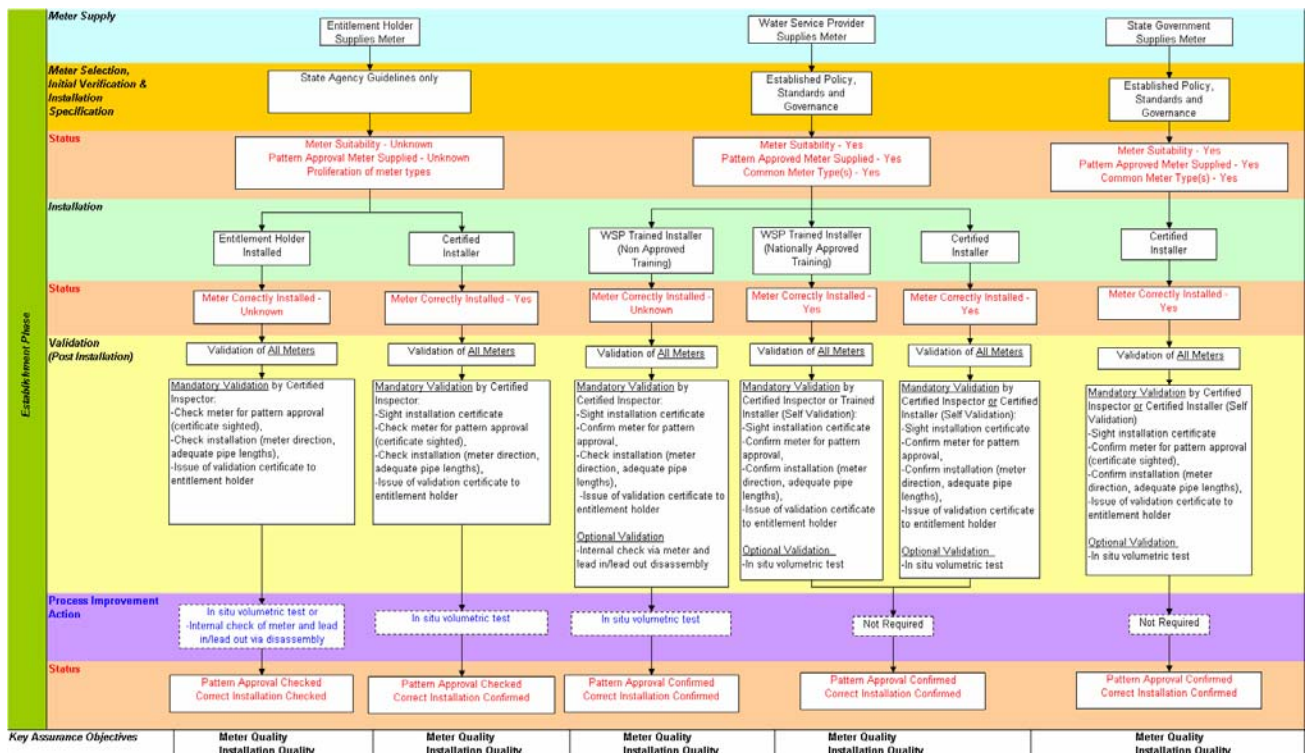 Establishment Phase
Meter Supply
Entitlement Holder
Supplies Meter
Water Service Provider
Supplies Meter
State Government
Supplies Meter
Meter Selection,
Initial Verification &
Installation
Specification
State Agency Guidelines only
Established Policy,
Standards and
Governance
Established Policy,
Standards and
Governance
Status
Meter Suitability - Unknown
Pattern Approval Meter Supplied - Unknown
Proliferation of meter types
Meter Suitability - Yes
Pattern Approved Meter Supplied - Yes
Common Meter Type(s) - Yes
Meter Suitability - Yes
Pattern Approved Meter Supplied - Yes
Common Meter Type(s) - Yes
Installation
Entitlement Holder
Installed
Certified
Installer
WSP Trained Installer
(Non Approved
Training)
WSP Trained Installer
(Nationally Approved
Training)
Certified
Installer
Certified
Installer
Status
Meter Correctly Installed -
Unknown
Meter Correctly Installed - Yes
Meter Correctly Installed -
Unknown
Meter Correctly Installed -
Yes
Meter Correctly Installed -
Yes
Meter Correctly Installed -
Yes
Validation
(Post Installation)
Validation of All Meters
Validation of All Meters
Validation of All Meters
Validation of All Meters
Validation of All Meters
Validation of All Meters
Mandatory Validation by Certified
Inspector:
-Check meter for pattern approval
(certificate sighted),
-Check installation (meter direction,
adequate pipe lengths),
-Issue of validation certificate to
entitlement holder
Mandatory Validation by Certified
Inspector:
-Sight installation certificate
-Check meter for pattern approval
(certificate sighted),
-Check installation (meter direction,
adequate pipe lengths),
-Issue of validation certificate to
entitlement holder
Mandatory Validation by
Certified Inspector:
-Sight installation certificate
-Confirm meter for pattern
approval,
-Check installation (meter
direction, adequate pipe
lengths),
-Issue of validation certificate to
entitlement holder
Optional Validation
-Internal check via meter and
lead in/lead out disassembly
Mandatory Validation by
Certified Inspector or Trained
Installer (Self Validation):
-Sight installation certificate
-Confirm meter for pattern
approval,
-Confirm installation (meter
direction, adequate pipe
lengths),
-Issue of validation certificate
to entitlement holder
Optional Validation
-In situ volumetric test
Mandatory Validation by
Certified Inspector or Certified
Installer (Self Validation):
-Sight installation certificate
-Confirm meter for pattern
approval,
-Confirm installation (meter
direction, adequate pipe
lengths),
-Issue of validation certificate
to entitlement holder
Optional Validation
-In situ volumetric test
Mandatory Validation by Certified
Inspector or Certified Installer (Self
Validation)
-Sight installation certificate
-Confirm meter for pattern approval
(certificate sighted),
-Confirm installation (meter
direction, adequate pipe lengths),
-Issue of validation certificate to
entitlement holder
Optional Validation
-In situ volumetric test
Process Improvement
Action
In situ volumetric test or
-Internal check of meter and lead
in/lead out via disassembly
In situ volumetric test
In situ volumetric test
Not Required
Not Required
Status
Pattern Approval Checked
Correct Installation Checked
Pattern Approval Checked
Correct Installation Confirmed
Pattern Approval Confirmed
Correct Installation Confirmed
Pattern Approval Confirmed
Correct Installation Confirmed
Pattern Approval Confirmed
Correct Installation Confirmed
Key Assurance Objectives
Meter Quality
Installation Quality
Meter Quality
Installation Quality
Meter Quality
Installation Quality
Meter Quality
Installation Quality
Meter Quality
Installation Quality